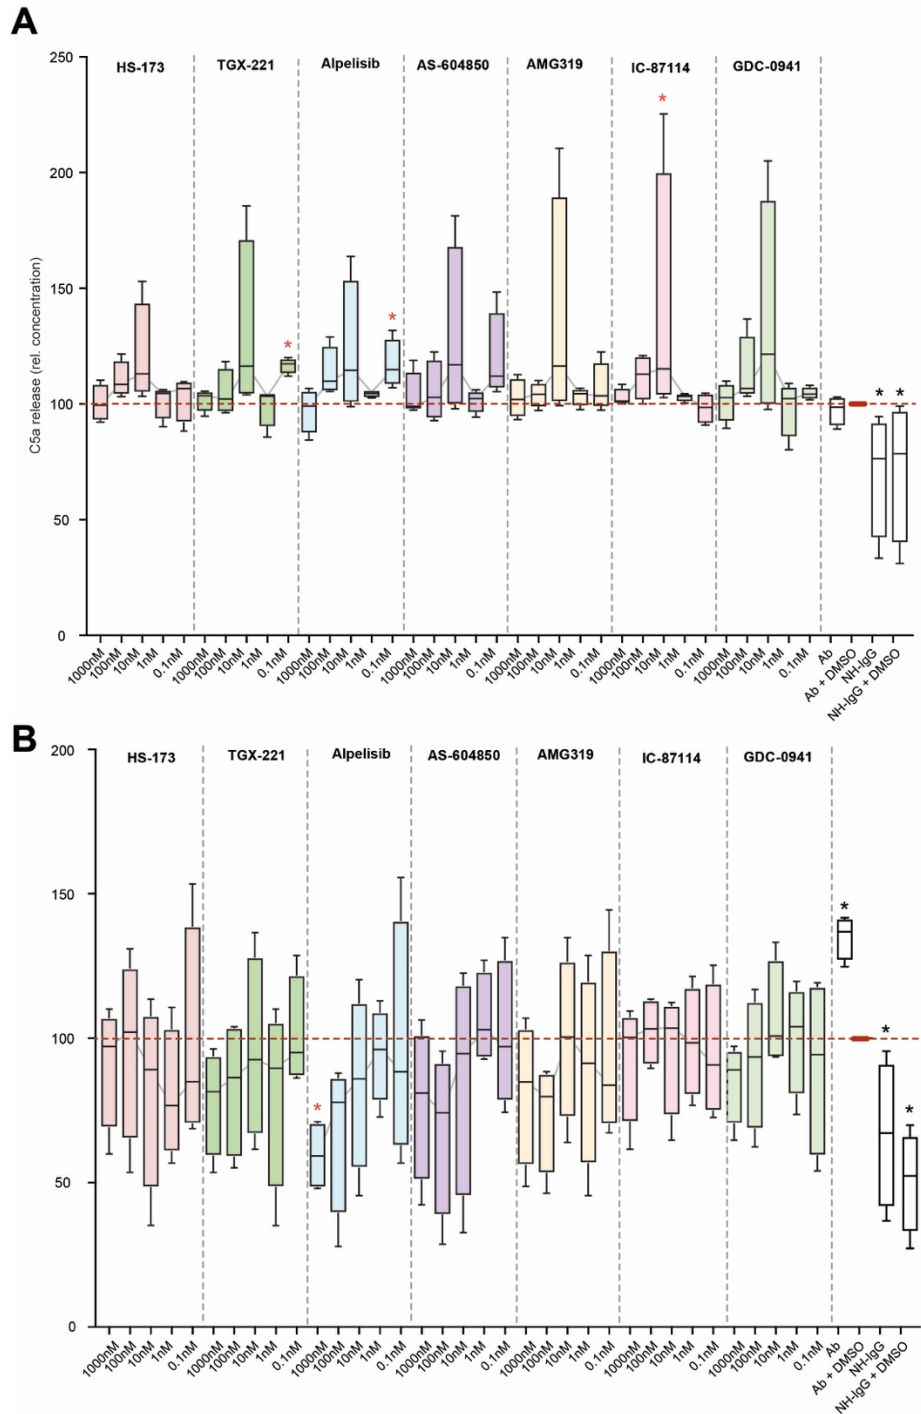 A
HS-173 TGX-221 Alpelisib AS-604850 AMG319 IC-87114 GDC-0941
C5a release (rel. concentration)
250
200
150
100
50
0
* * * * *
1000nM 100nM 10nM 1nM 0.1nM 1000nM 100nM 10nM 1nM 0.1nM 1000nM 100nM 10nM 1nM 0.1nM 1000nM 100nM 10nM 1nM 0.1nM 1000nM 100nM 10nM 1nM 0.1nM 1000nM 100nM 10nM 1nM 0.1nM 1000nM 100nM 10nM 1nM 0.1nM Ab Ab + DMSO NH-IgG NH-IgG + DMSO
B
HS-173 TGX-221 Alpelisib AS-604850 AMG319 IC-87114 GDC-0941
200
150
100
50
0
* * * *
1000nM 100nM 10nM 1nM 0.1nM 1000nM 100nM 10nM 1nM 0.1nM 1000nM 100nM 10nM 1nM 0.1nM 1000nM 100nM 10nM 1nM 0.1nM 1000nM 100nM 10nM 1nM 0.1nM 1000nM 100nM 10nM 1nM 0.1nM 1000nM 100nM 10nM 1nM 0.1nM Ab Ab + DMSO NH-IgG NH-IgG + DMSO